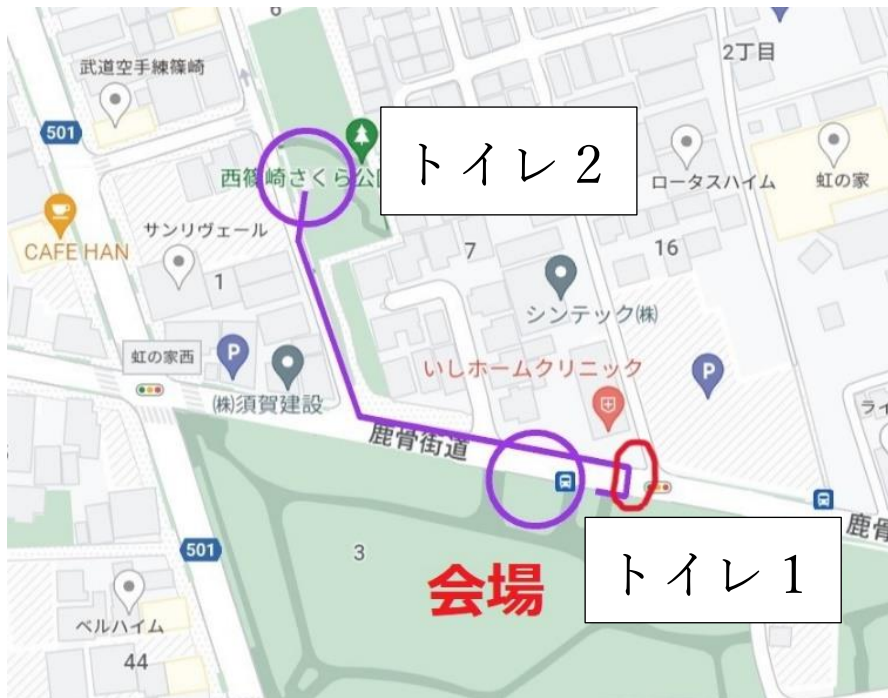 6
2丁目
武道空手練篠崎
501
トイレ 2
西篠崎さくら公園
ロータスハイム
虹の家
サンリヴェール
CAFE HAN
7
16
1
シンテック㈱
虹の家西
P
いしホームクリニック
P
㈱須賀建設
ライ
鹿骨街道
鹿骨
501
3
トイレ 1
会場
ベルハイム
44